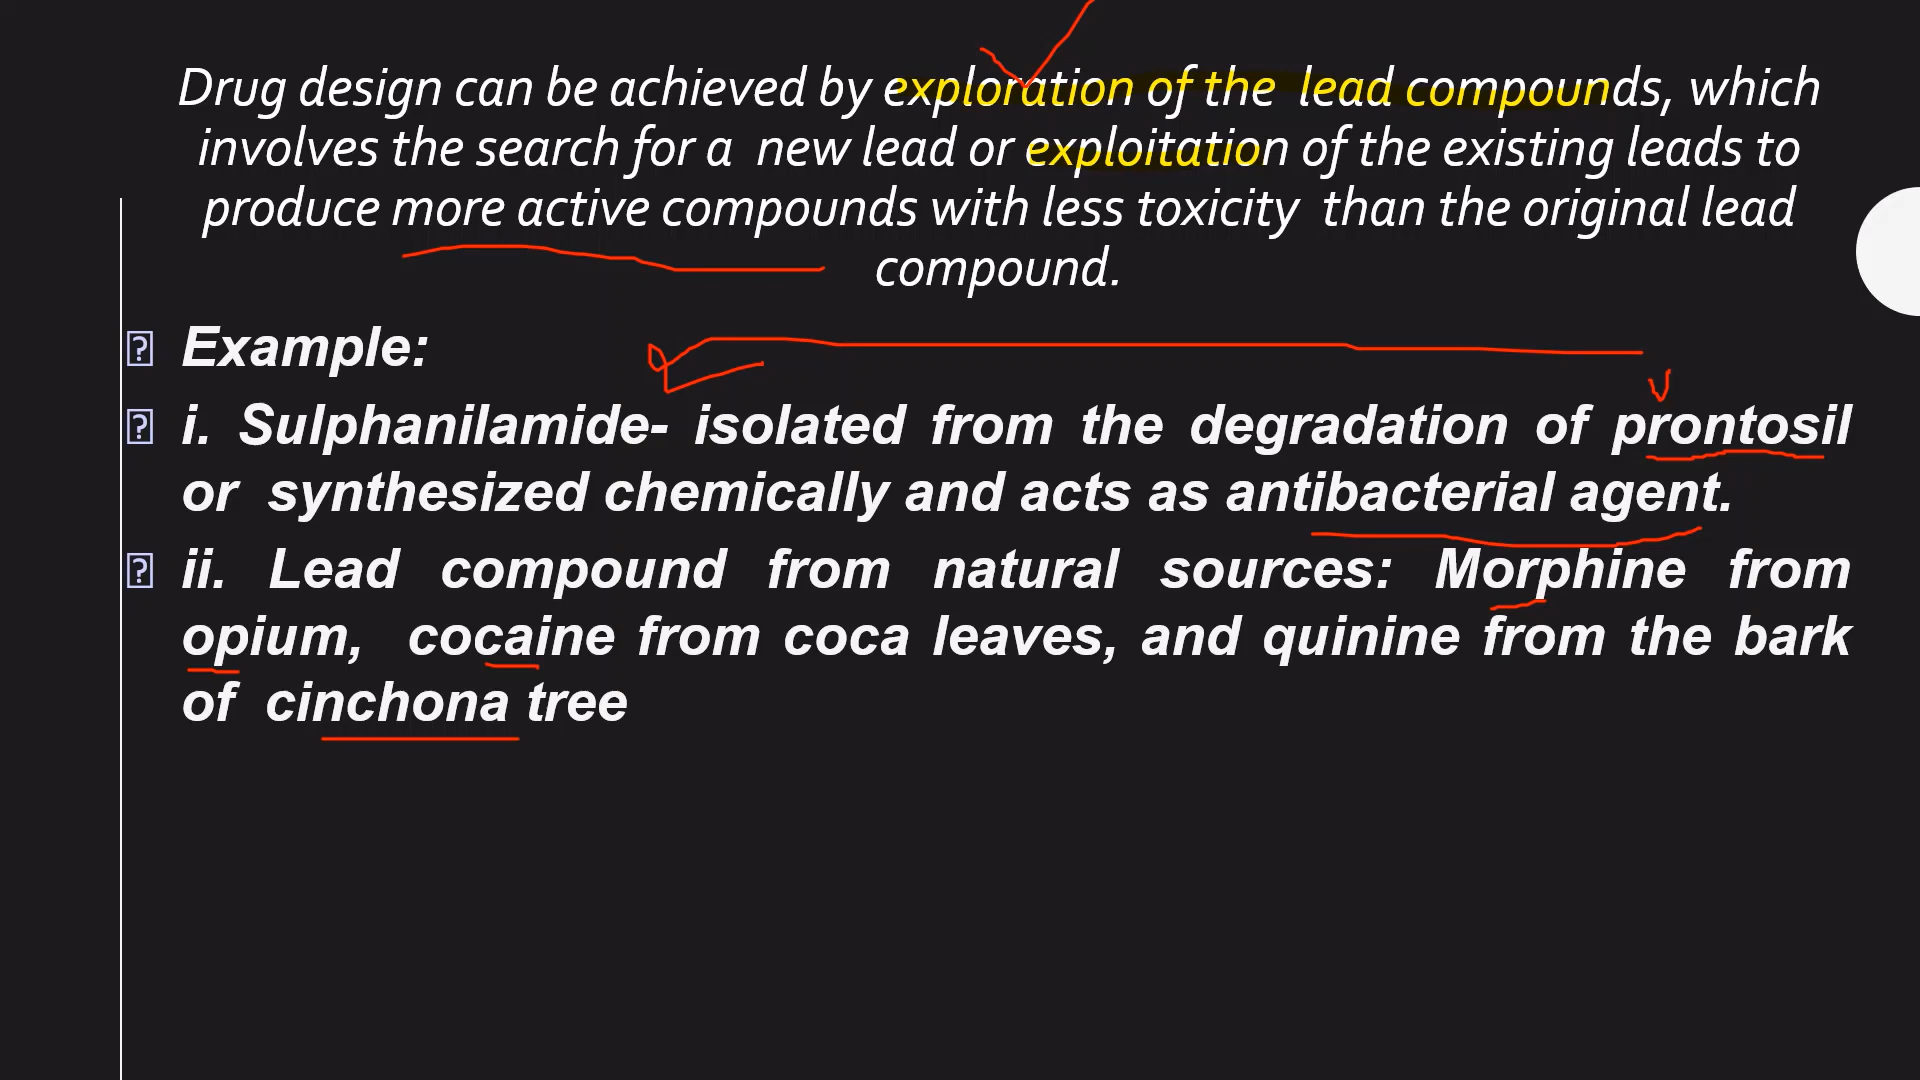 Drug design can be achieved by exploration of the lead compounds, which
involves the search for a new lead or exploitation of the existing leads to
produce more active compounds with less toxicity than the original lead
compound.
Example:
i. Sulphanilamide- isolated from the degradation of prontosil
or synthesized chemically and acts as antibacterial agent.
ii. Lead compound from natural sources: Morphine from
opium, cocaine from coca leaves, and quinine from the bark
of cinchona tree